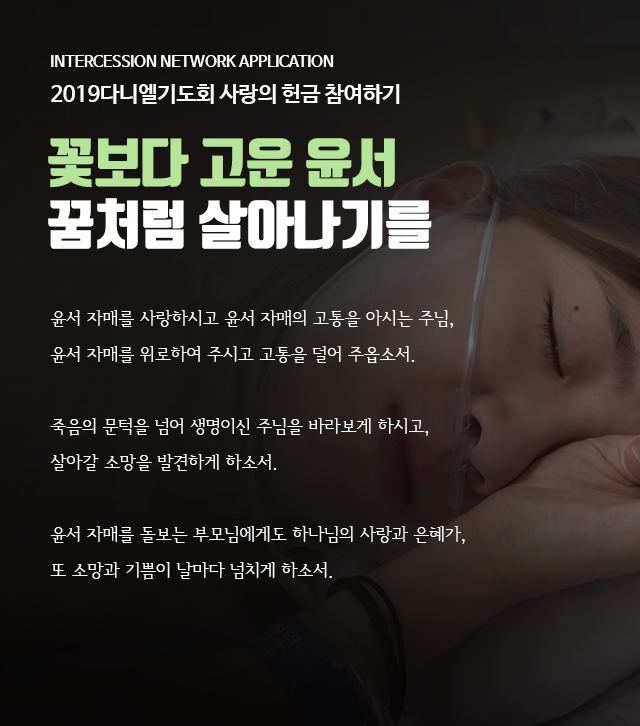 INTERCESSION NETWORK APPLICATION
2019다니엘기도회 사랑의 헌금 참여하기
꽃보다 고운 윤서
꿈처럼 살아나기를
윤서 자매를 사랑하시고 윤서 자매의 고통을 아시는 주님,
윤서 자매를 위로하여 주시고 고통을 덜어 주옵소서.
죽음의 문턱을 넘어 생명이신 주님을 바라보게 하시고,
살아갈 소망을 발견하게 하소서.
윤서 자매를 돌보는 부모님에게도 하나님의 사랑과 은혜가,
또 소망과 기쁨이 날마다 넘치게 하소서.